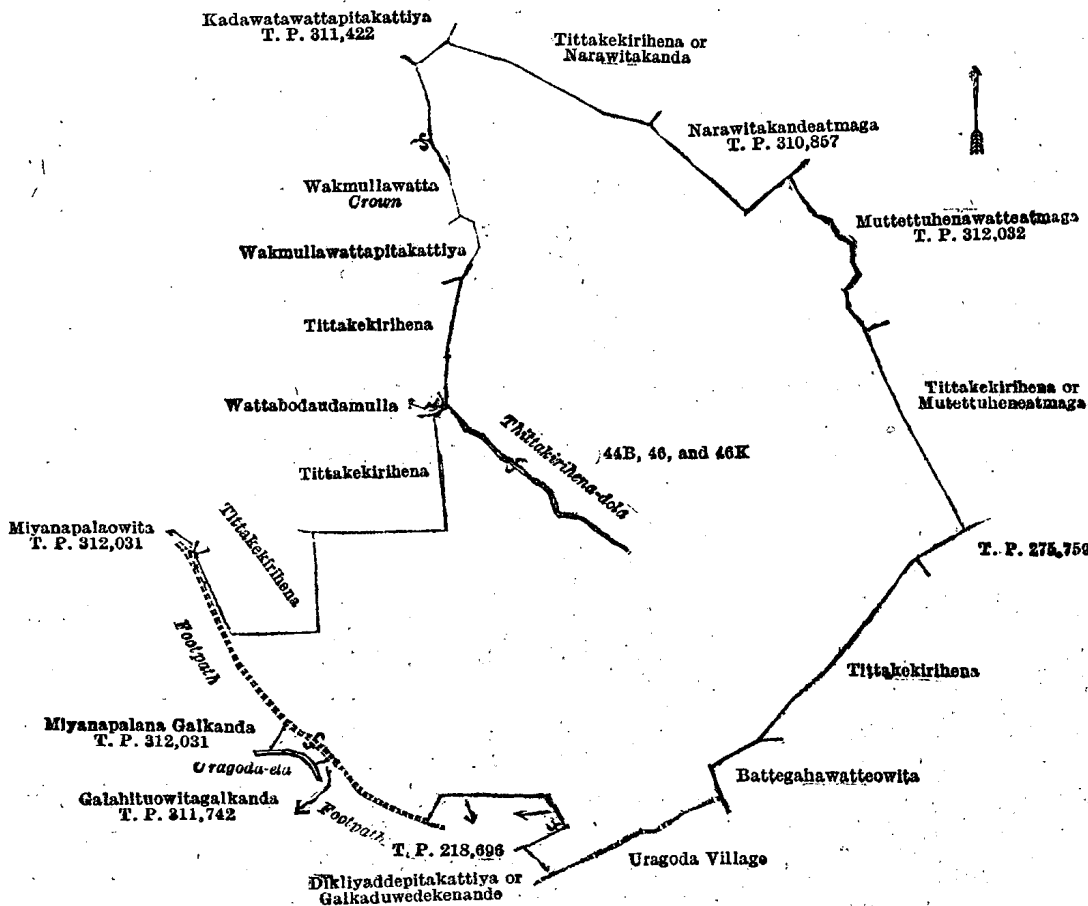 Kadawatawattapitakattiya
T. P. 311,422
Tittakekirihena or
Narawitakanda
Narawitakandeatmaga
T. P. 310,857
Wakmullawatta
Crown
Muttettuhenawatteatmaga
T. P. 312,032
Wakmullawattapitakattiya
Tittakekirihena
Tittakekirihena or
Mutettuheneatmaga
Wattabodaudamulla
Thittakirihena-dola
44B, 46, and 46K
Tittakekirihena
Miyanapalaowita
T. P. 312,031
Tittakekirihena
T. P. 275,759
Footpath
Tittakekirihena
Miyanapalana Galkanda
T. P. 312,031
Uragoda-ela
Battegahawatteowita
Galahituowitagalkanda
T. P. 311,742
Footpath
T. P. 218,696
Uragoda Village
Dikliyaddepitakattiya or
Galkaduwedekenande